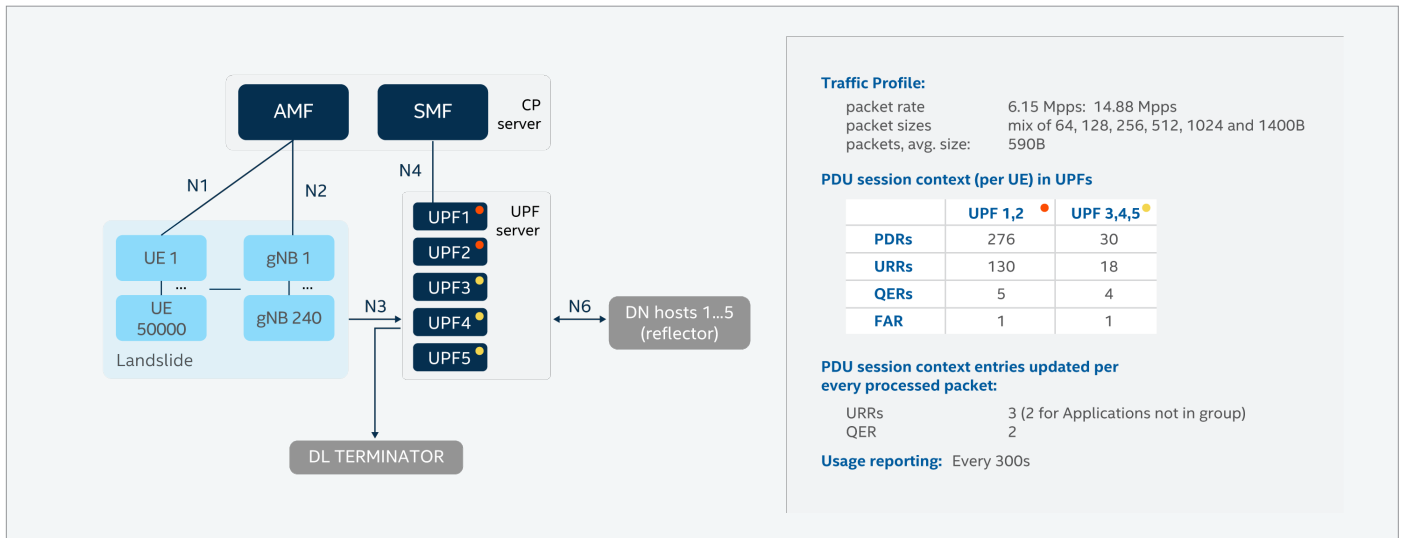 AMF
SMF
CP
server
N1
N2
N4
UE 1
gNB 1
...
...
UE
50000
gNB 240
Landslide
N3
UPF1
UPF
server
UPF2
UPF3
UPF4
UPF5
N6
DN hosts 1...5
(reflector)
DL TERMINATOR
Traffic Profile:
packet rate 6.15 Mpps: 14.88 Mpps
packet sizes mix of 64, 128, 256, 512, 1024 and 1400B
packets, avg. size: 590B
PDU session context (per UE) in UPFs
UPF 1,2 UPF 3,4,5
PDRs 276 30
URRs 130 18
QERs 5 4
FAR 1 1
PDU session context entries updated per
every processed packet:
URRs 3 (2 for Applications not in group)
QER 2
Usage reporting: Every 300s